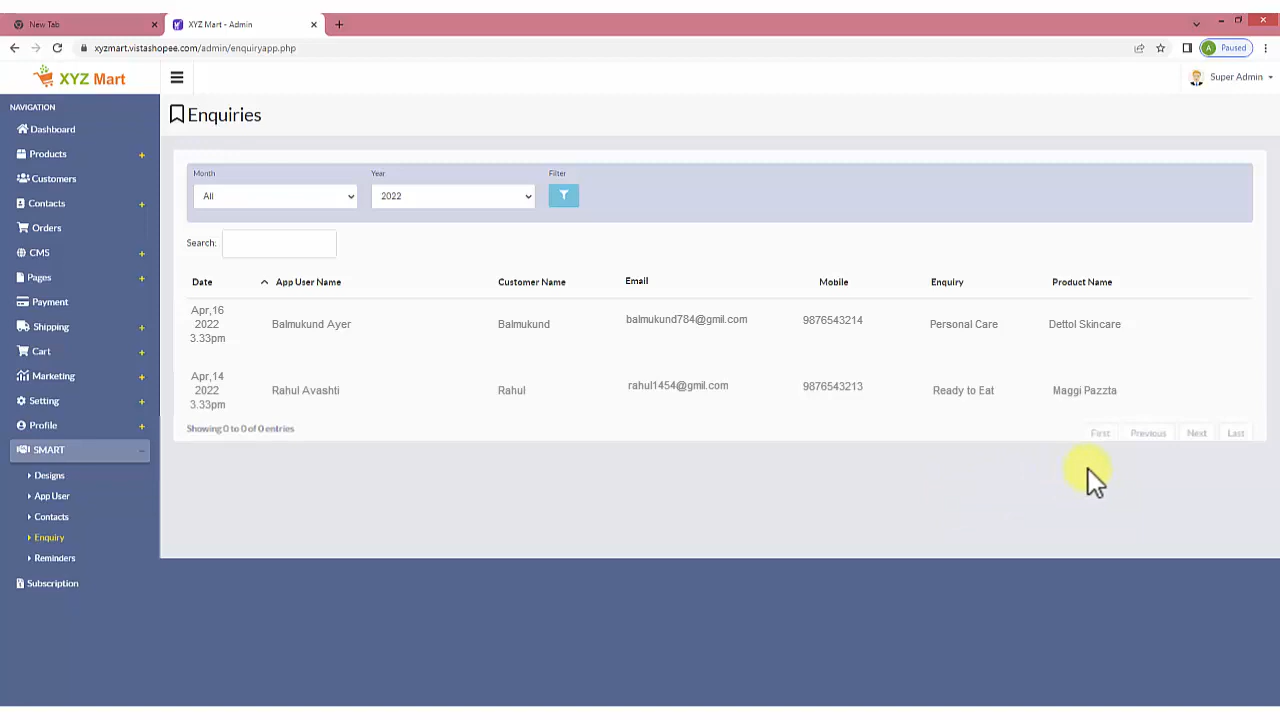 New Tab
XYZ Mart - Admin
xyzmart.vistashopee.com/admin/enquiryapp.php
A Paused
XYZ Mart
Super Admin
NAVIGATION
Dashboard
Products +
Customers
Contacts +
Orders
CMS +
Pages +
Payment
Shipping +
Cart +
Marketing +
Setting +
Profile +
SMART -
Designs
App User
Contacts
Enquiry
Reminders
Subscription
Enquiries
Month Year Filter
All 2022
Search:
Date App User Name Customer Name Email Mobile Enquiry Product Name
Apr,16
2022
3.33pm
Balmukund Ayer Balmukund balmukund784@gmil.com 9876543214 Personal Care Dettol Skincare
Apr,14
2022
3.33pm
Rahul Avashti Rahul rahul1454@gmil.com 9876543213 Ready to Eat Maggi Pazzta
Showing 0 to 0 of 0 entries
First Previous Next Last